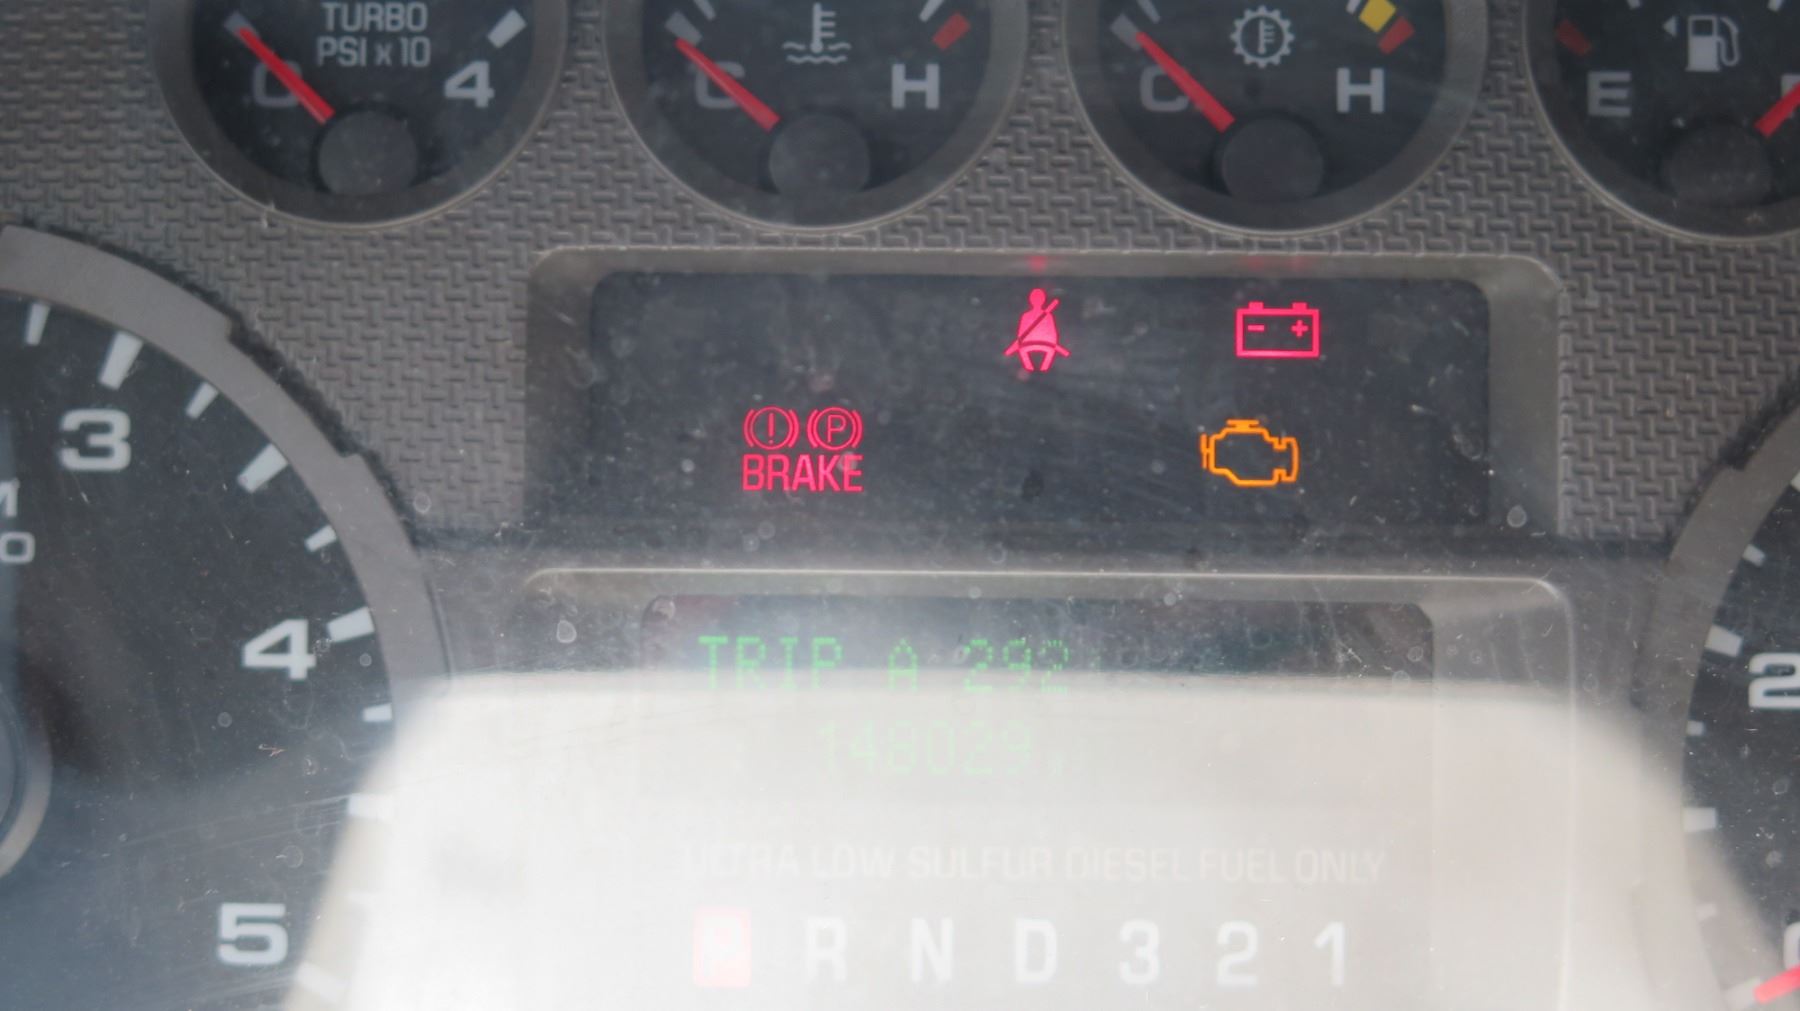 TURBO
PSI x 10
C 4
C H
C H
E
3
4
5
BRAKE
P
TRIP A 292
148029
ULTRA LOW SULFUR DIESEL FUEL ONLY
P R N D 3 2 1
2